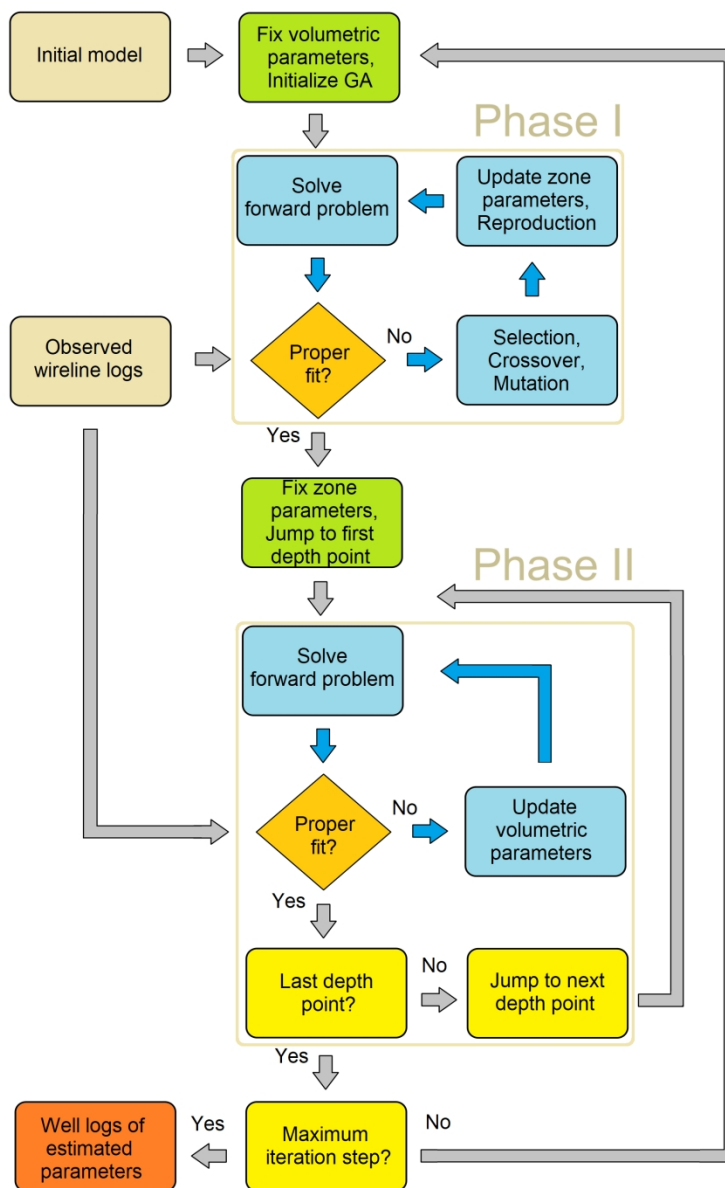 Initial model
Fix volumetric
parameters,
Initialize GA
Phase I
Solve
forward problem
Update zone
parameters,
Reproduction
Observed
wireline logs
Proper
fit?
No
Selection,
Crossover,
Mutation
Yes
Fix zone
parameters,
Jump to first
depth point
Phase II
Solve
forward problem
Proper
fit?
No
Update
volumetric
parameters
Yes
Last depth
point?
No
Jump to next
depth point
Yes
Well logs of
estimated
parameters
Yes
Maximum
iteration step?
No